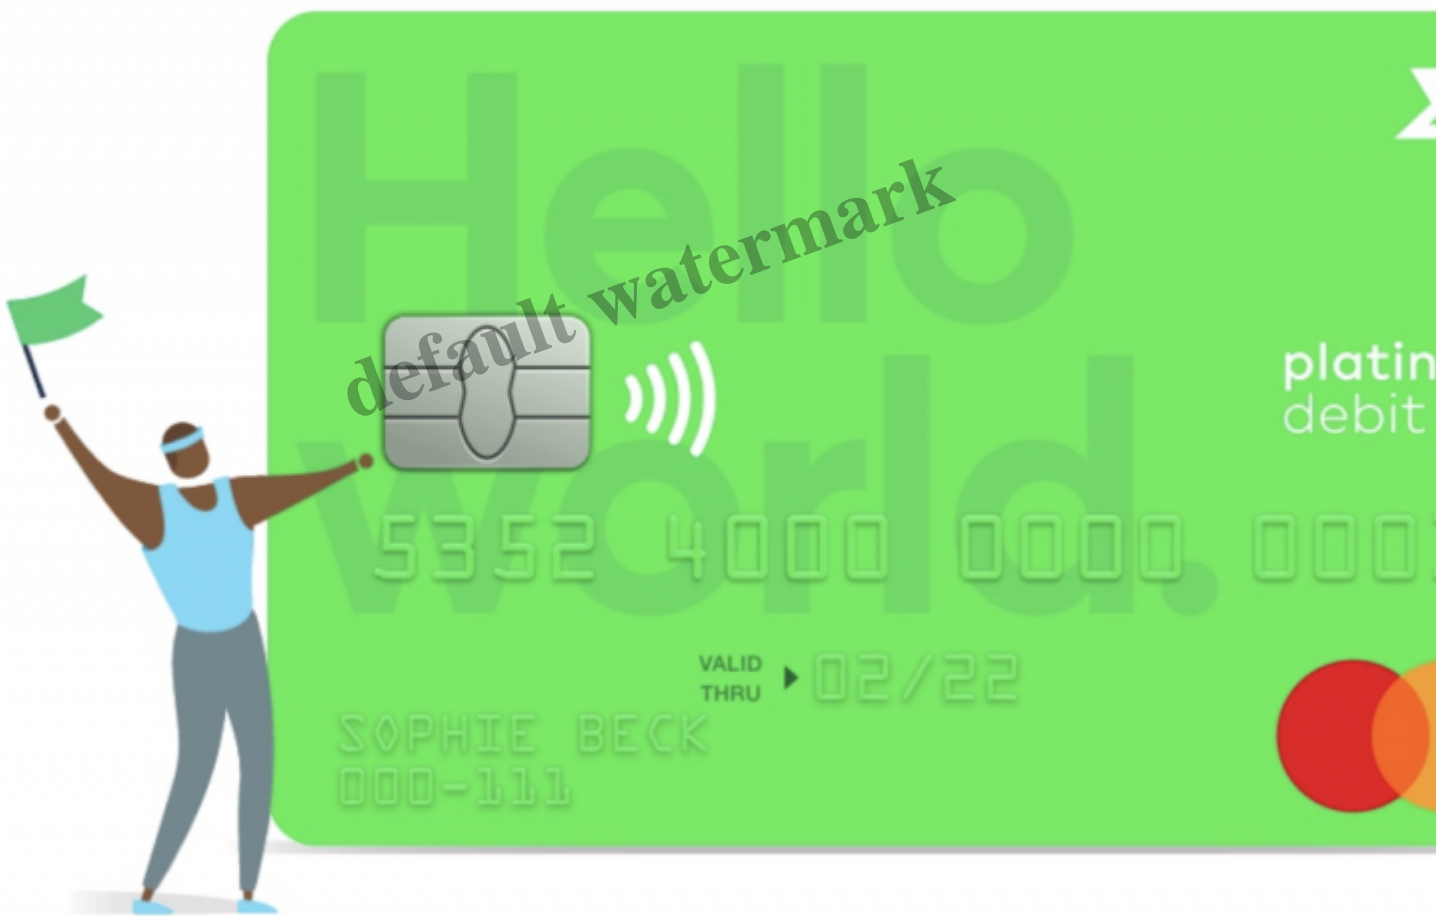 Hello
world.
default watermark
platin
debit
5352 4000 0000 000
VALID
THRU
02/22
SOPHIE BECK
000-111